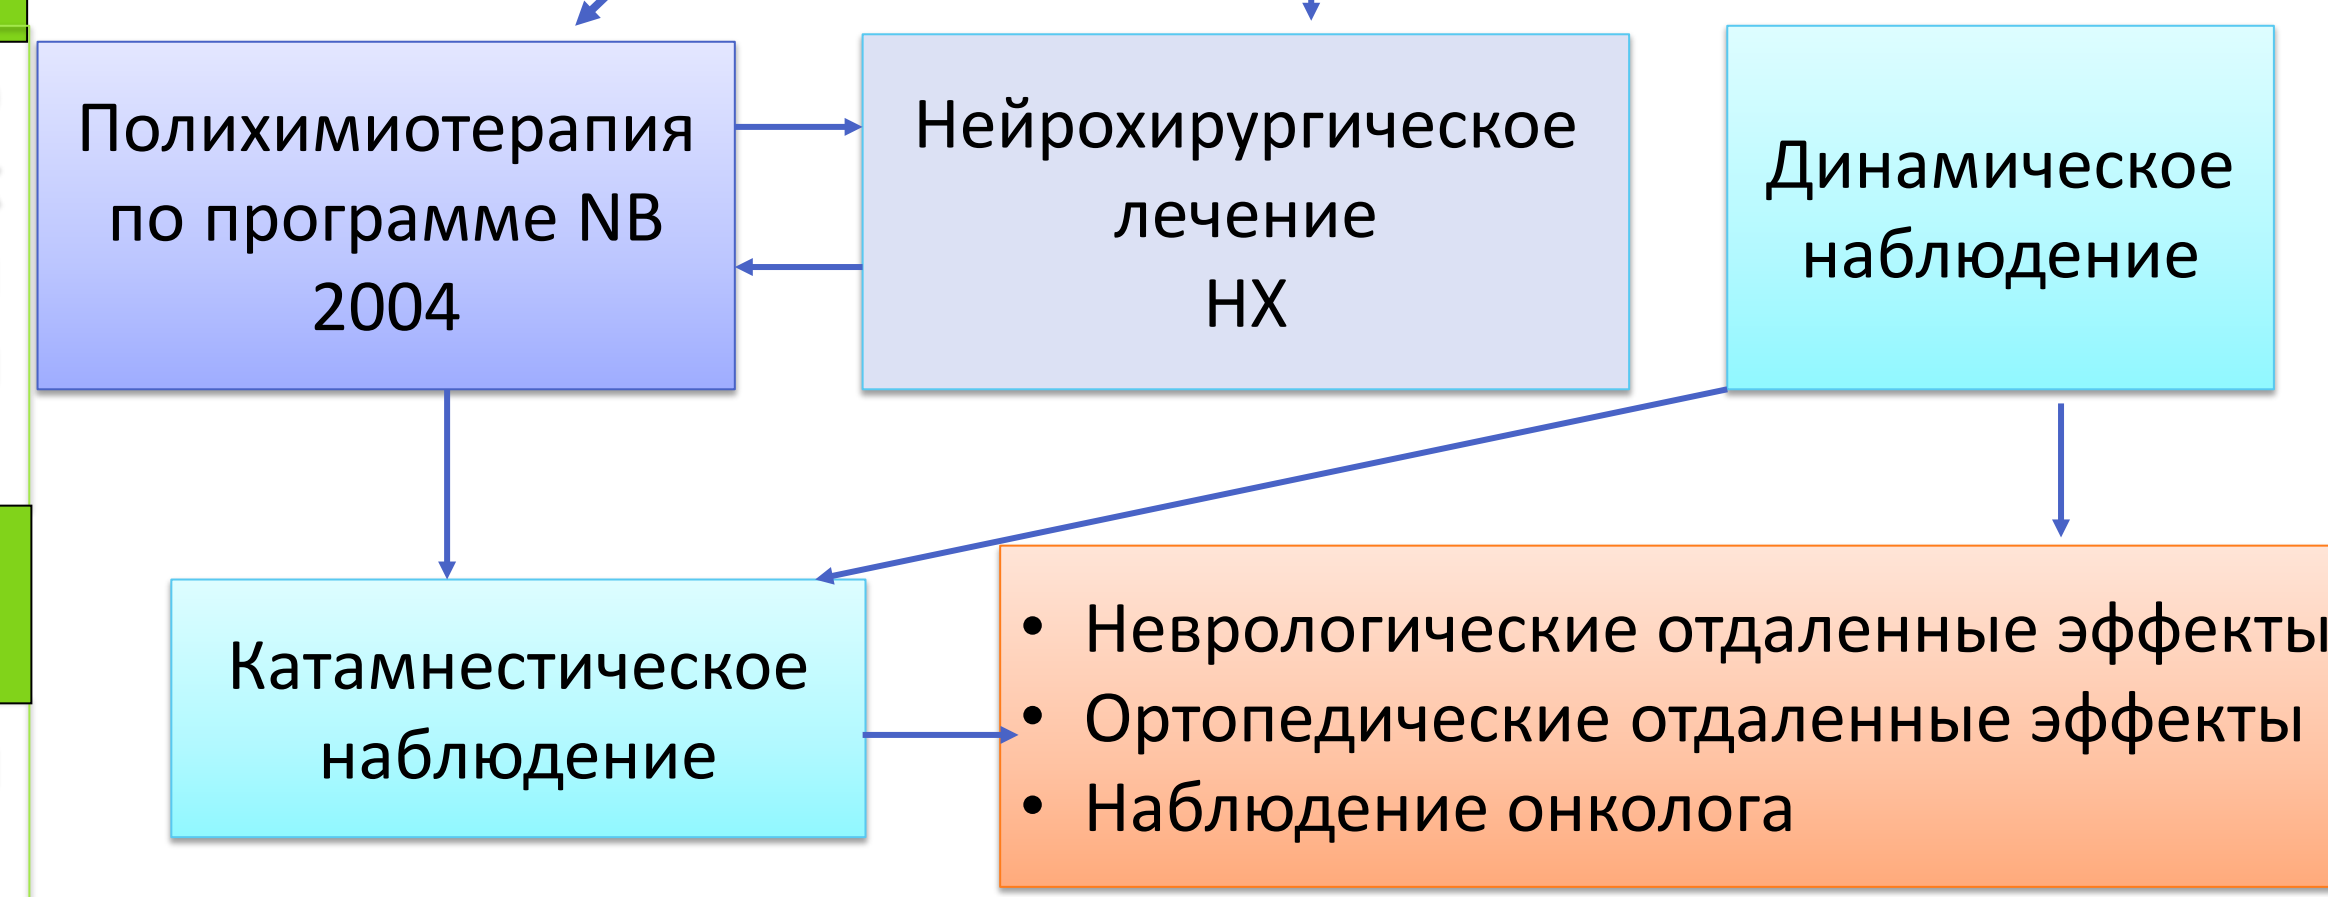 Полихимиотерапия
по программе NB
2004
Нейрохирургическое
лечение
НХ
Динамическое
наблюдение
Катамнестическое
наблюдение
• Неврологические отдаленные эффекты
• Ортопедические отдаленные эффекты
• Наблюдение онколога